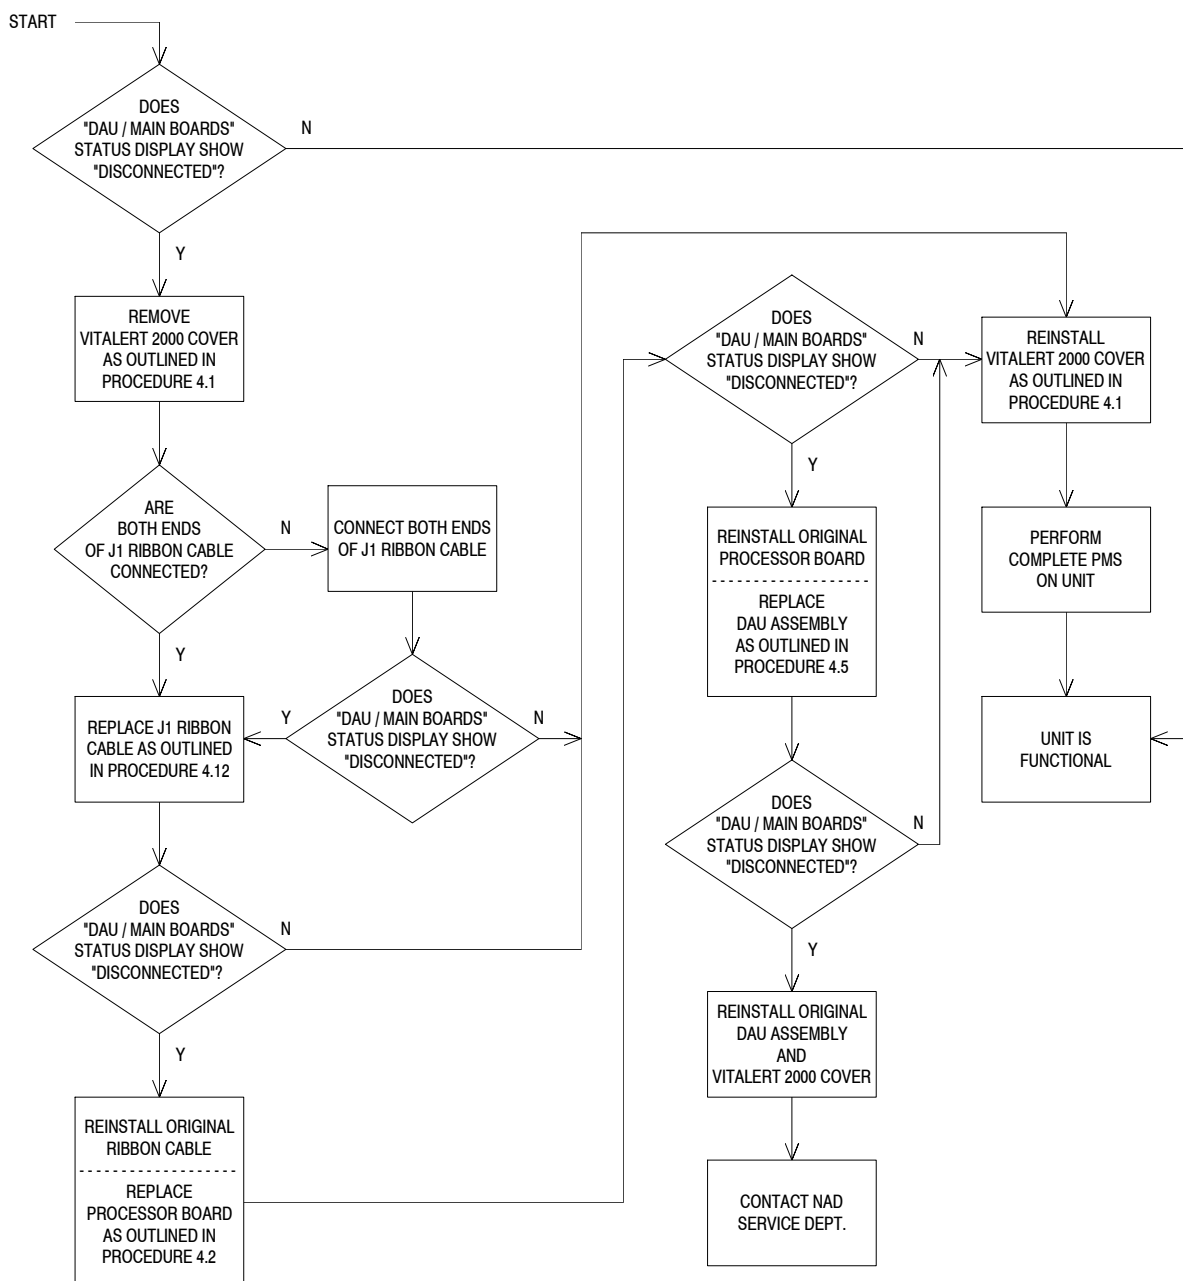 START
DOES
"DAU / MAIN BOARDS"
STATUS DISPLAY SHOW
"DISCONNECTED"?
N
Y
REMOVE
VITALERT 2000 COVER
AS OUTLINED IN
PROCEDURE 4.1
ARE
BOTH ENDS
OF J1 RIBBON CABLE
CONNECTED?
N
Y
CONNECT BOTH ENDS
OF J1 RIBBON CABLE
DOES
"DAU / MAIN BOARDS"
STATUS DISPLAY SHOW
"DISCONNECTED"?
Y
N
REPLACE J1 RIBBON
CABLE AS OUTLINED
IN PROCEDURE 4.12
DOES
"DAU / MAIN BOARDS"
STATUS DISPLAY SHOW
"DISCONNECTED"?
N
Y
REINSTALL ORIGINAL
RIBBON CABLE
REPLACE
PROCESSOR BOARD
AS OUTLINED IN
PROCEDURE 4.2
DOES
"DAU / MAIN BOARDS"
STATUS DISPLAY SHOW
"DISCONNECTED"?
N
Y
REINSTALL ORIGINAL
PROCESSOR BOARD
REPLACE
DAU ASSEMBLY
AS OUTLINED IN
PROCEDURE 4.5
DOES
"DAU / MAIN BOARDS"
STATUS DISPLAY SHOW
"DISCONNECTED"?
N
Y
REINSTALL ORIGINAL
DAU ASSEMBLY
AND
VITALERT 2000 COVER
CONTACT NAD
SERVICE DEPT.
REINSTALL
VITALERT 2000 COVER
AS OUTLINED IN
PROCEDURE 4.1
PERFORM
COMPLETE PMS
ON UNIT
UNIT IS
FUNCTIONAL